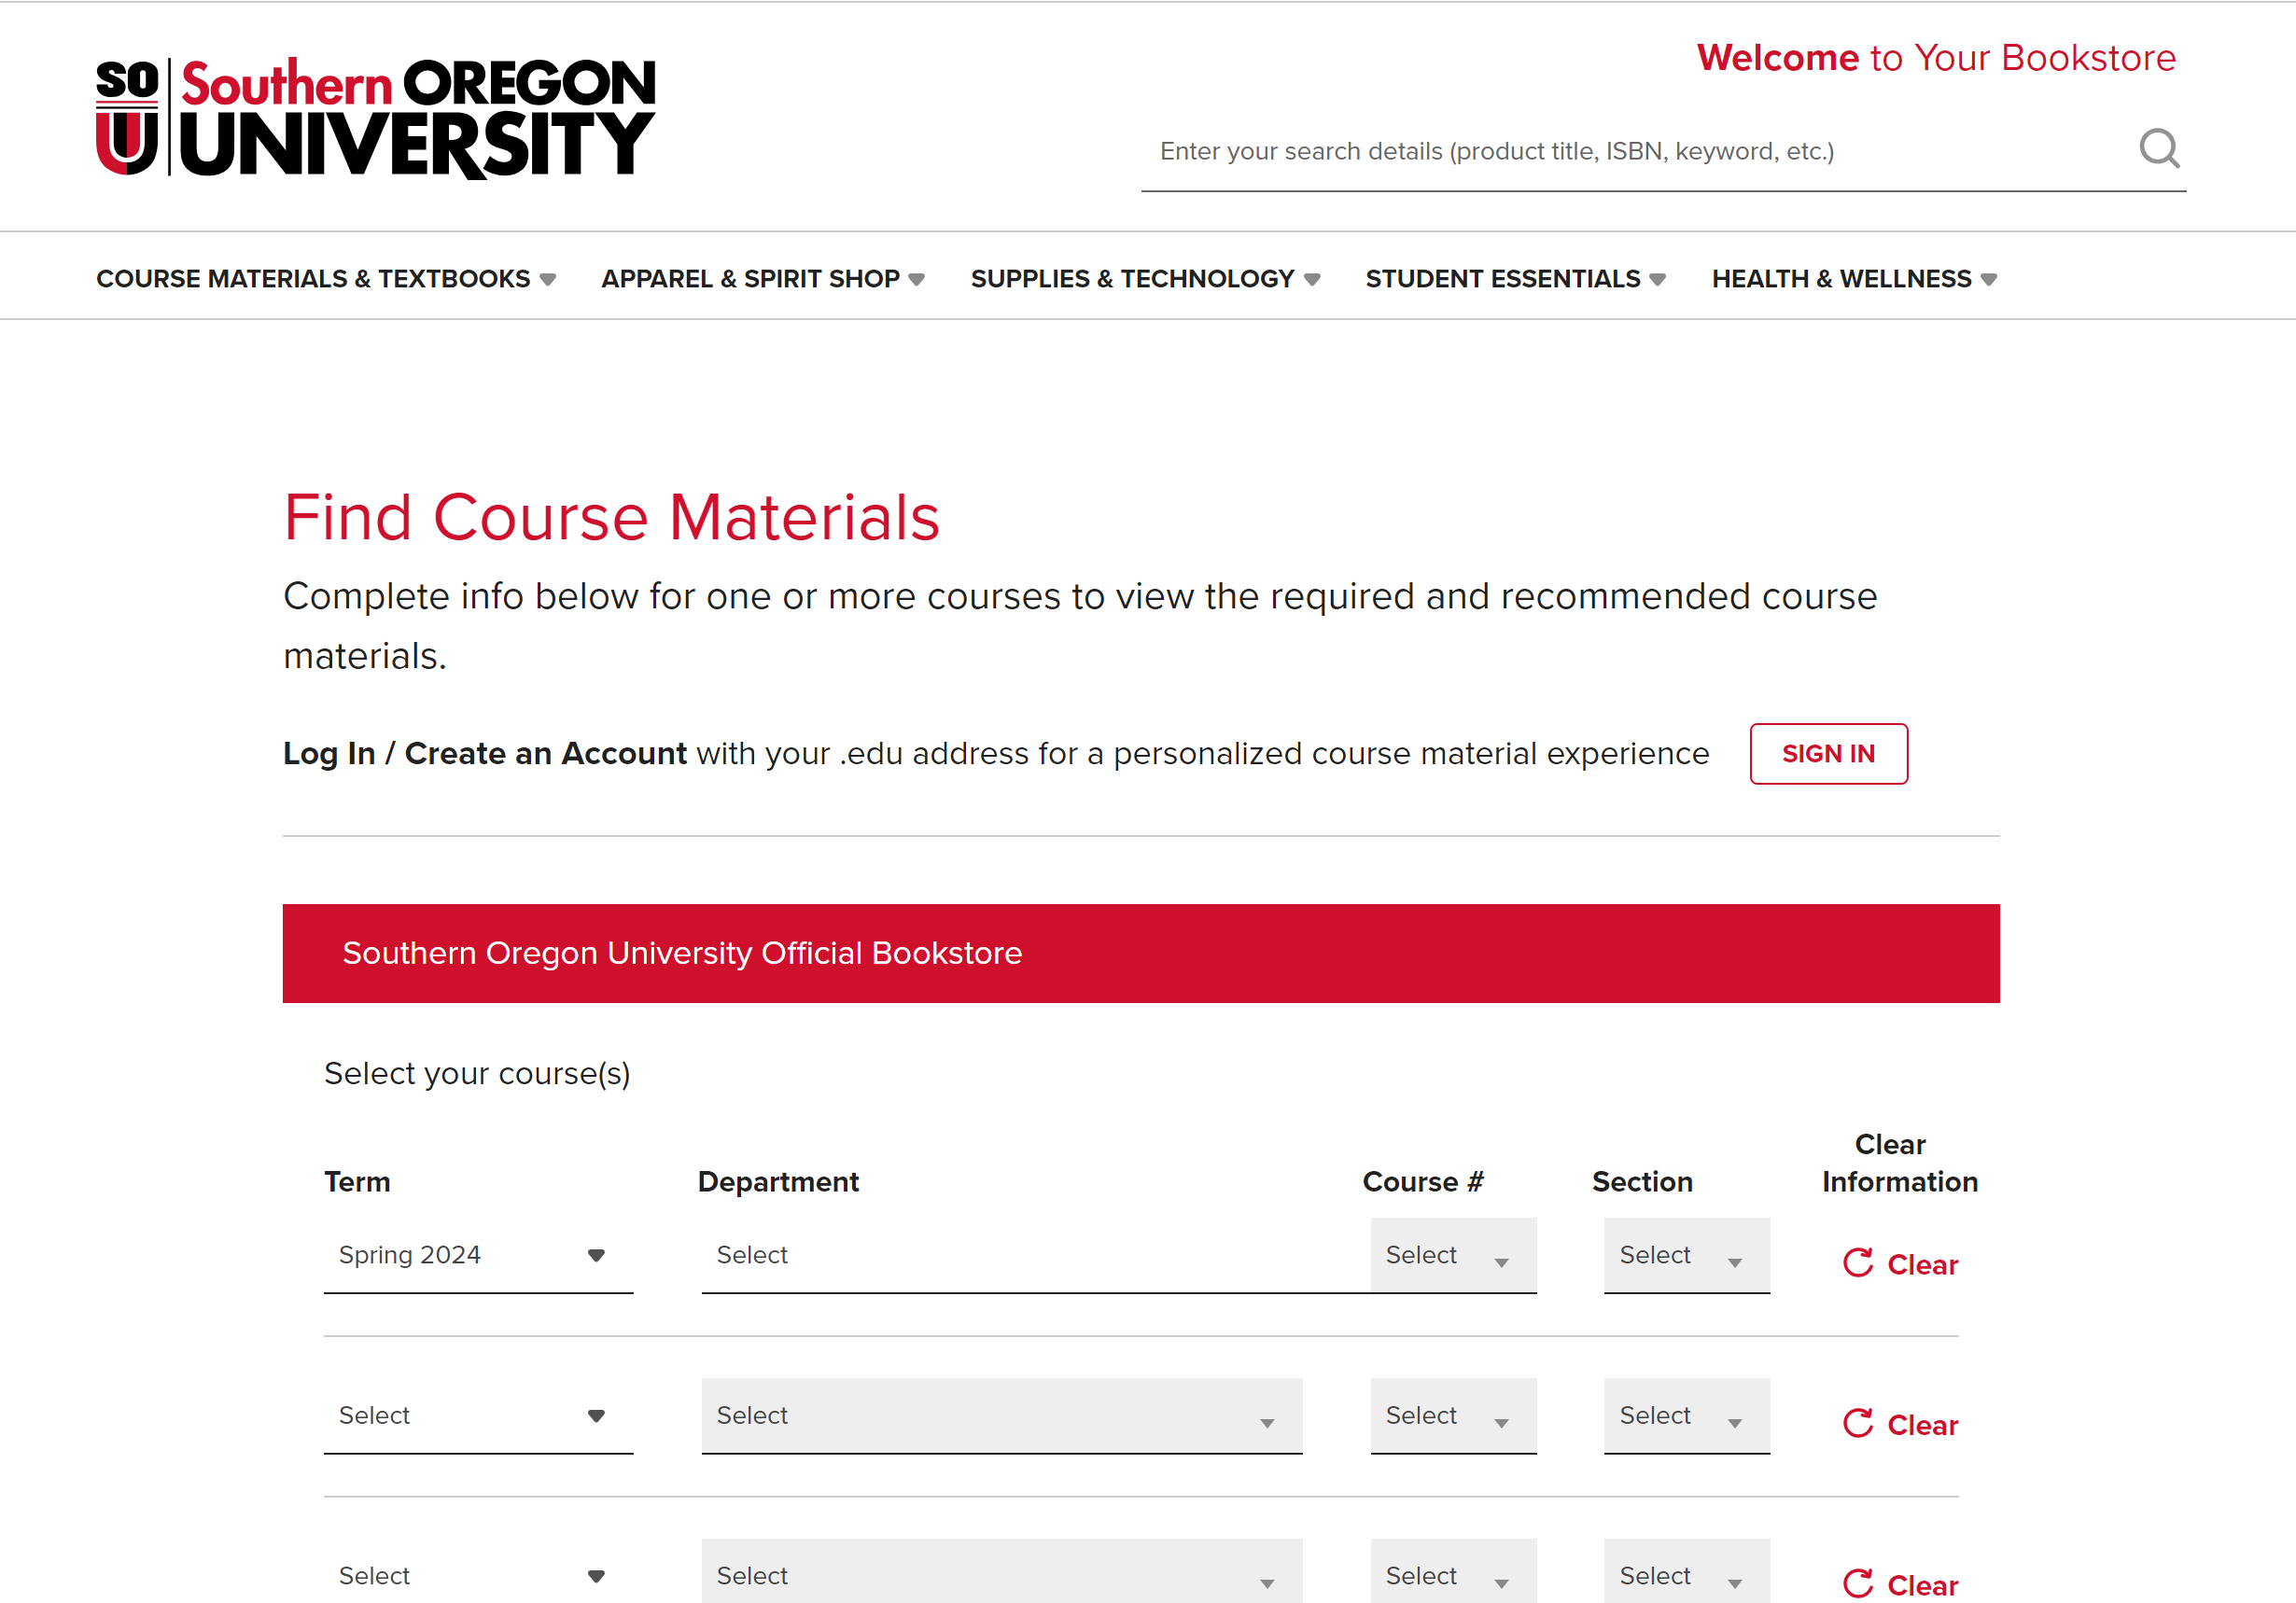 SO
U
Southern OREGON
UNIVERSITY
Welcome to Your Bookstore
Enter your search details (product title, ISBN, keyword, etc.)
COURSE MATERIALS & TEXTBOOKS APPAREL & SPIRIT SHOP SUPPLIES & TECHNOLOGY STUDENT ESSENTIALS HEALTH & WELLNESS
Find Course Materials
Complete info below for one or more courses to view the required and recommended course
materials.
Log In / Create an Account with your .edu address for a personalized course material experience SIGN IN
Southern Oregon University Official Bookstore
Select your course(s)
Term Department Course # Section Clear
Information
Spring 2024 Select Select Select Clear
Select Select Select Select Clear
Select Select Select Select Clear